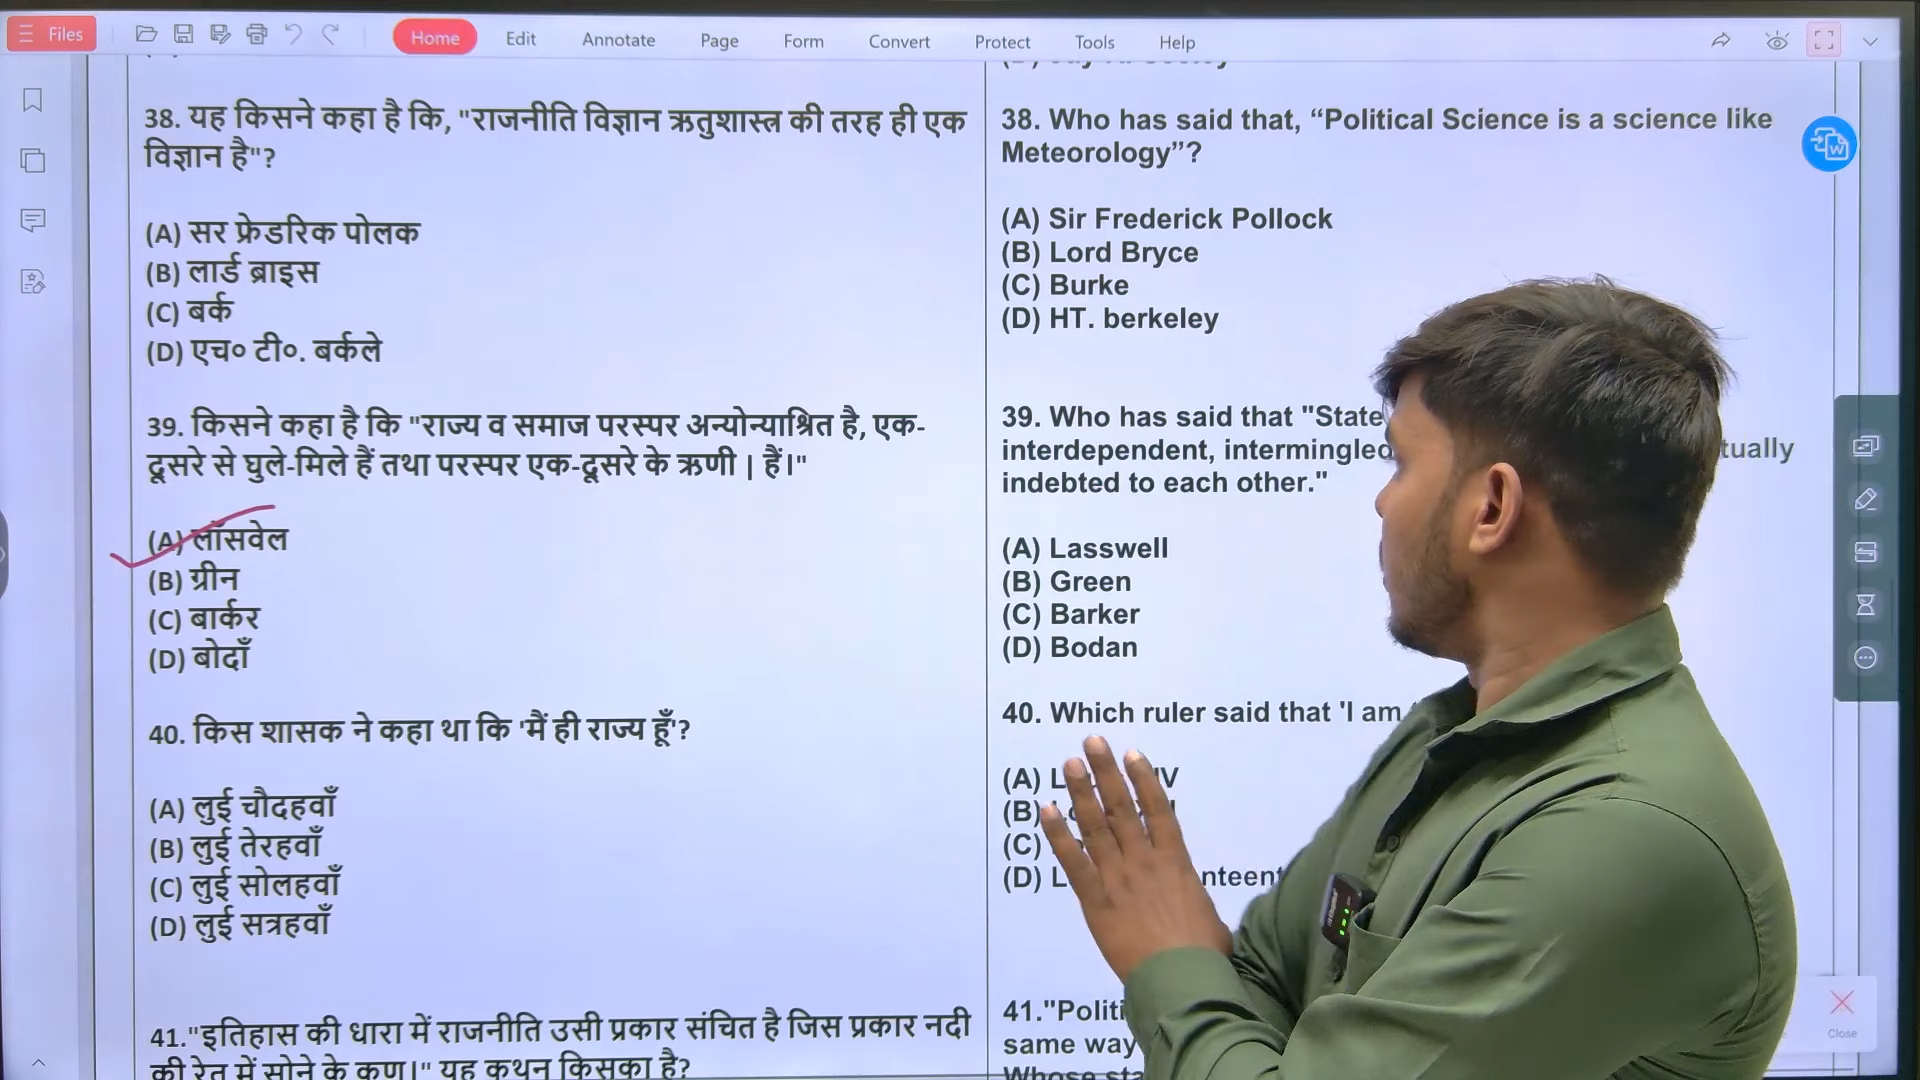 Files
Home
Edit
Annotate
Page
Form
Convert
Protect
Tools
Help
38. यह किसने कहा है कि, "राजनीति विज्ञान ऋतुशास्त्र की तरह ही एक
विज्ञान है"?
(A) सर फ्रेडरिक पोलक
(B) लार्ड ब्राइस
(C) बर्क
(D) एच० टी०. बर्कले
39. किसने कहा है कि "राज्य व समाज परस्पर अन्योन्याश्रित है, एक-
दूसरे से घुले-मिले हैं तथा परस्पर एक-दूसरे के ऋणी | हैं।"
(A) लॉसवेल
(B) ग्रीन
(C) बार्कर
(D) बोदाँ
40. किस शासक ने कहा था कि 'मैं ही राज्य हूँ'?
(A) लुई चौदहवाँ
(B) लुई तेरहवाँ
(C) लुई सोलहवाँ
(D) लुई सत्रहवाँ
41."इतिहास की धारा में राजनीति उसी प्रकार संचित है जिस प्रकार नदी
की रेत में सोने के कण।" यह कथन किसका है?
38. Who has said that, “Political Science is a science like
Meteorology”?
(A) Sir Frederick Pollock
(B) Lord Bryce
(C) Burke
(D) HT. berkeley
39. Who has said that "State
interdependent, intermingled
indebted to each other."
(A) Lasswell
(B) Green
(C) Barker
(D) Bodan
40. Which ruler said that 'I am
(A)
(B)
(C)
(D)
41."Politi
same way
Whose
Close